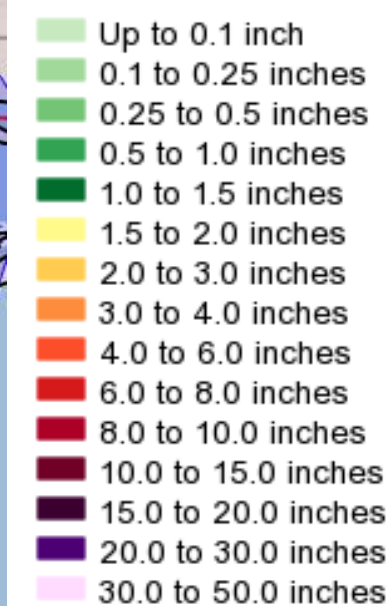 Up to 0.1 inch
0.1 to 0.25 inches
0.25 to 0.5 inches
0.5 to 1.0 inches
1.0 to 1.5 inches
1.5 to 2.0 inches
2.0 to 3.0 inches
3.0 to 4.0 inches
4.0 to 6.0 inches
6.0 to 8.0 inches
8.0 to 10.0 inches
10.0 to 15.0 inches
15.0 to 20.0 inches
20.0 to 30.0 inches
30.0 to 50.0 inches